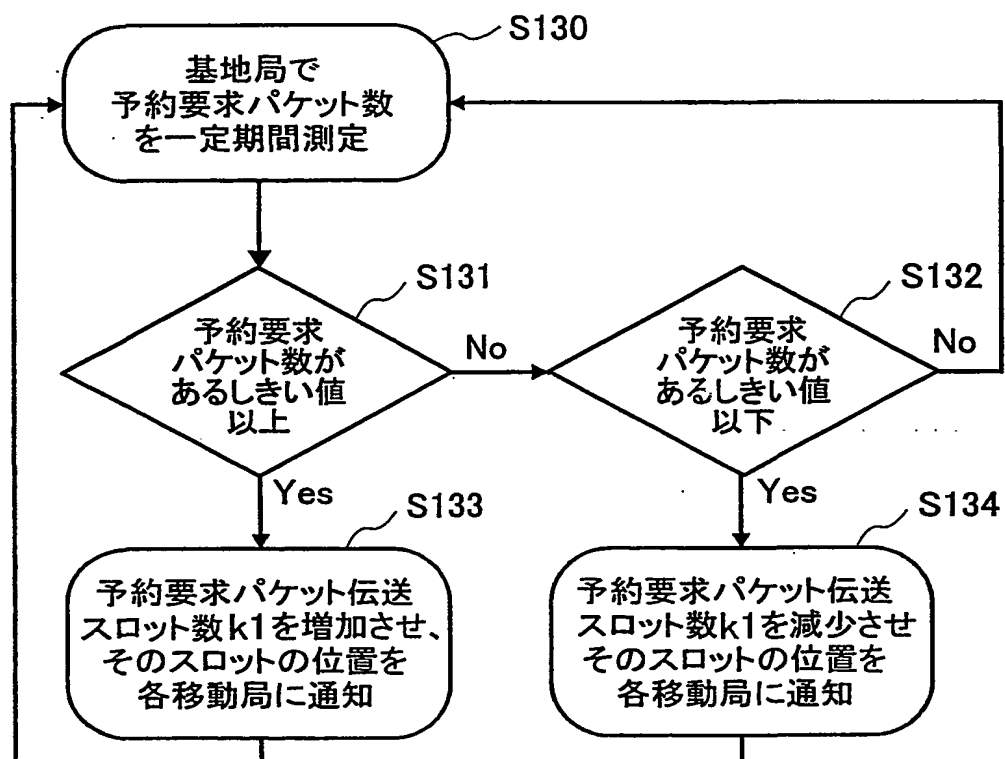 S130
基地局で
予約要求パケット数
を一定期間測定
S131
予約要求
パケット数が
あるしきい値
以上
No
S132
予約要求
パケット数が
あるしきい値
以下
No
Yes
Yes
S133
予約要求パケット伝送
スロット数k1を増加させ、
そのスロットの位置を
各移動局に通知
S134
予約要求パケット伝送
スロット数k1を減少させ
そのスロットの位置を
各移動局に通知